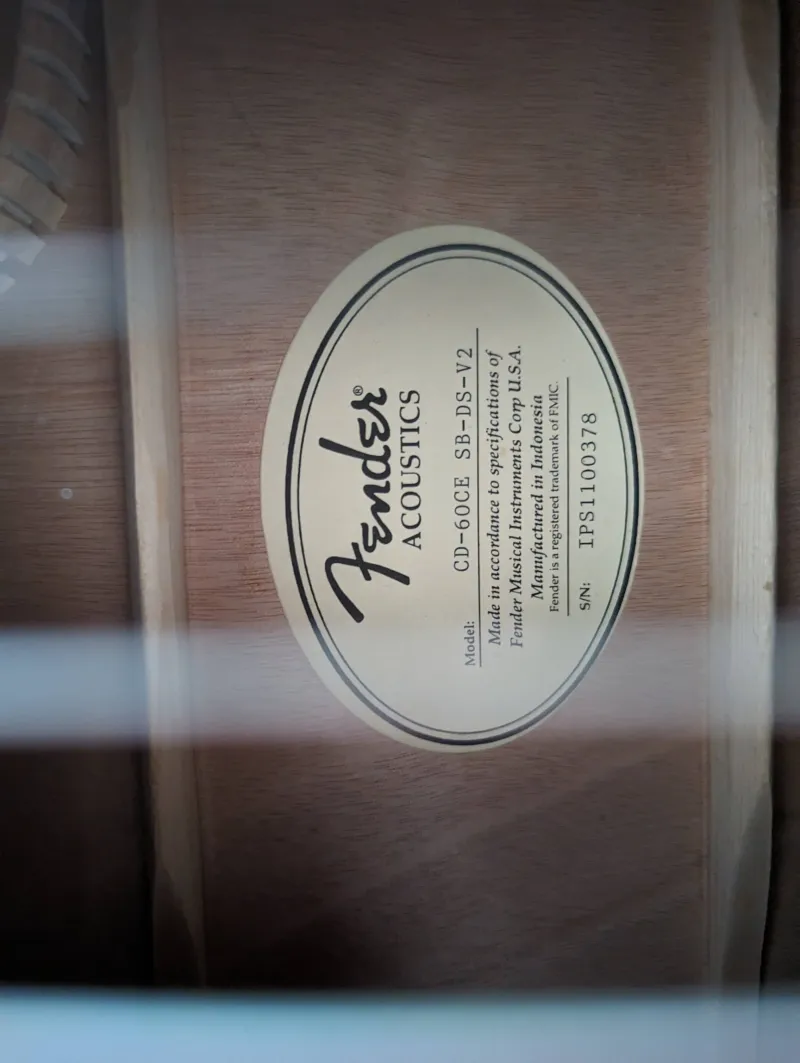 Fender®
ACOUSTICS
Model: CD-60CE SB-DS-V2
Made in accordance to specifications of
Fender Musical Instruments Corp U.S.A.
Manufactured in Indonesia
Fender is a registered trademark of FMIC.
S/N: IPS1100378